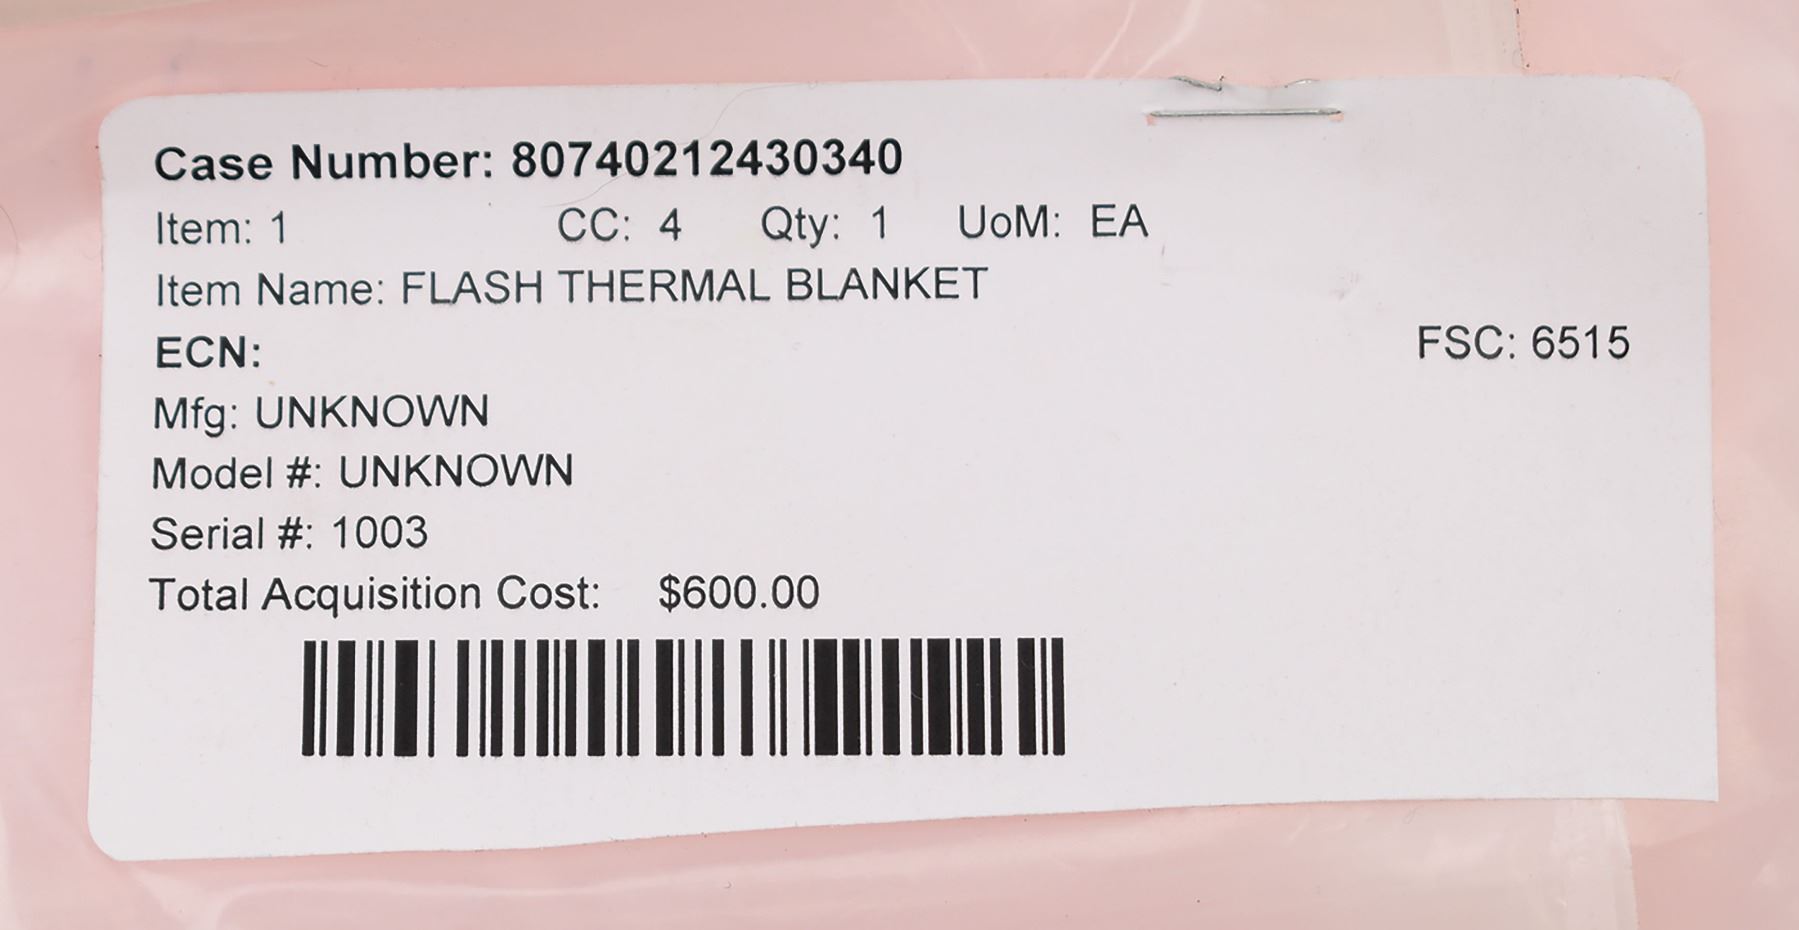 Case Number: 80740212430340
Item: 1 CC: 4 Qty: 1 UoM: EA
Item Name: FLASH THERMAL BLANKET
ECN: FSC: 6515
Mfg: UNKNOWN
Model #: UNKNOWN
Serial #: 1003
Total Acquisition Cost: $600.00